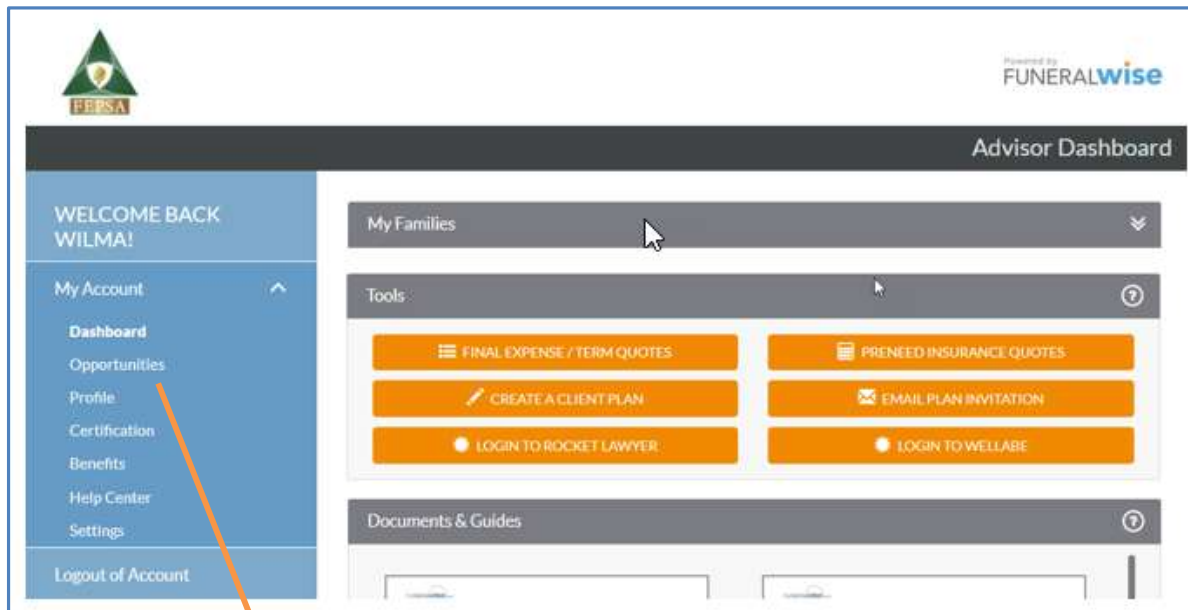 FEPSA
Powered by
FUNERALWISE
Advisor Dashboard
WELCOME BACK
WILMA!
My Account
Dashboard
Opportunities
Profile
Certification
Benefits
Help Center
Settings
Logout of Account
My Families
Tools
FINAL EXPENSE / TERM QUOTES
PRENEED INSURANCE QUOTES
CREATE A CLIENT PLAN
EMAIL PLAN INVITATION
LOGIN TO ROCKET LAWYER
LOGIN TO WELLABE
Documents & Guides